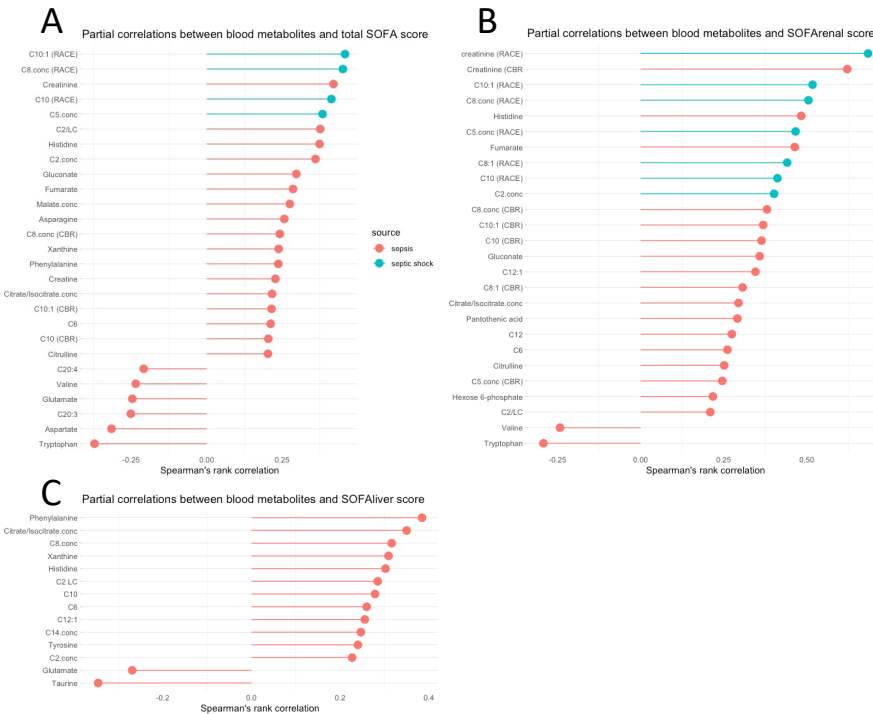 A
Partial correlations between blood metabolites and total SOFA score
C10:1 (RACE)
C8.conc (RACE)
Creatinine
C10 (RACE)
C5.conc
C2/LC
Histidine
C2.conc
Gluconate
Fumarate
Malate.conc
Asparagine
C8.conc (CBR)
Xanthine
Phenylalanine
Creatine
Citrate/Isocitrate.conc
C10:1 (CBR)
C6
C10 (CBR)
Citrulline
C20:4
Valine
Glutamate
C20:3
Aspartate
Tryptophan
-0.25
0.00
0.25
Spearman's rank correlation
source
sepsis
septic shock
B
Partial correlations between blood metabolites and SOFArenal score
creatinine (RACE)
Creatinine (CBR
C10:1 (RACE)
C8.conc (RACE)
Histidine
C5.conc (RACE)
Fumarate
C8:1 (RACE)
C10 (RACE)
C2.conc
C8.conc (CBR)
C10:1 (CBR)
C10 (CBR)
Gluconate
C12:1
C8:1 (CBR)
Citrate/Isocitrate.conc
Pantothenic acid
C12
C6
Citrulline
C5.conc (CBR)
Hexose 6-phosphate
C2/LC
Valine
Tryptophan
-0.25
0.00
0.25
0.50
Spearman's rank correlation
C
Partial correlations between blood metabolites and SOFAliver score
Phenylalanine
Citrate/Isocitrate.conc
C8.conc
Xanthine
Histidine
C2.LC
C10
C6
C12:1
C14.conc
Tyrosine
C2.conc
Glutamate
Taurine
-0.2
0.0
0.2
0.4
Spearman's rank correlation